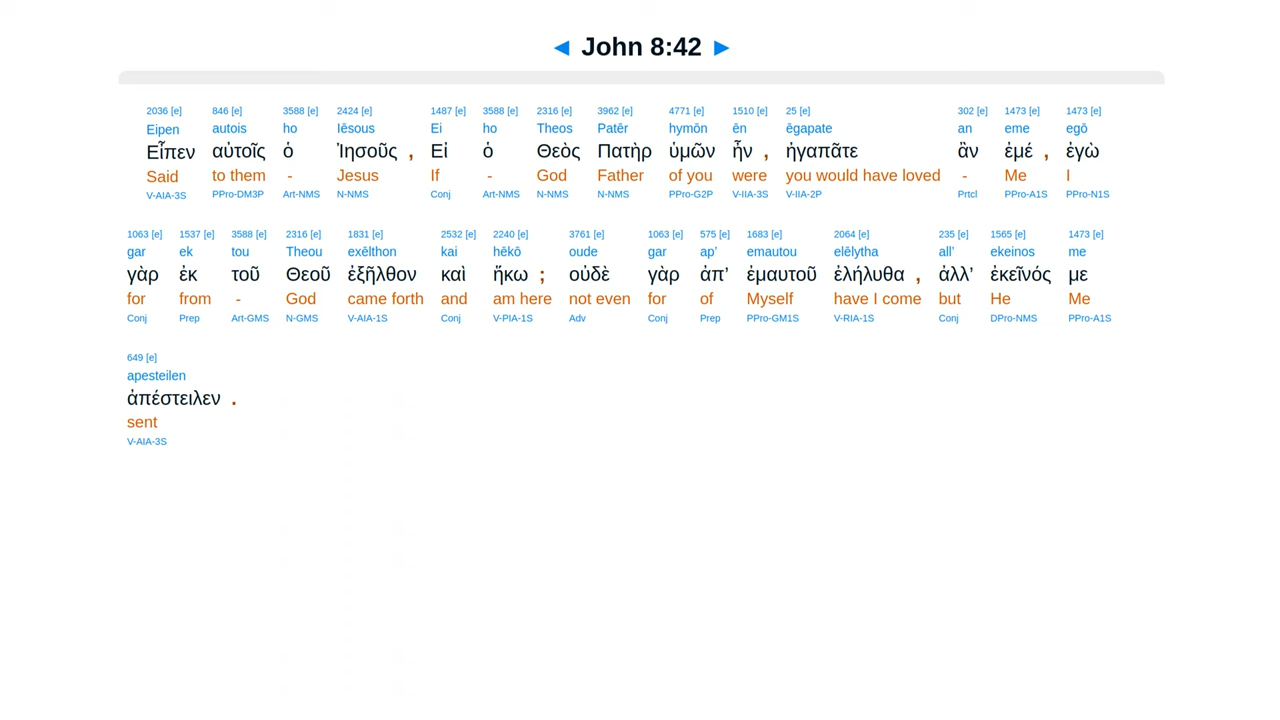 ◄ John 8:42 ►
2036 [e] 846 [e] 3588 [e] 2424 [e] 1487 [e] 3588 [e] 2316 [e] 3962 [e] 4771 [e] 1510 [e] 25 [e] 302 [e] 1473 [e] 1473 [e]
Eipen autois ho Iēsous Ei ho Theos Patēr hymōn ēn ēgapate an eme egō
Εἶπεν αὐτοῖς ὁ Ἰησοῦς , Εἰ ὁ Θεὸς Πατὴρ ὑμῶν ἦν , ἠγαπᾶτε ἂν ἐμέ , ἐγὼ
Said to them - Jesus If - God Father of you were you would have loved - Me I
V-AIA-3S PPro-DM3P Art-NMS N-NMS Conj Art-NMS N-NMS N-NMS PPro-G2P V-IIA-3S V-IIA-2P Prtcl PPro-A1S PPro-N1S
1063 [e] 1537 [e] 3588 [e] 2316 [e] 1831 [e] 2532 [e] 2240 [e] 3761 [e] 1063 [e] 575 [e] 1683 [e] 2064 [e] 235 [e] 1565 [e] 1473 [e]
gar ek tou Theou exēlthon kai hēkō oude gar ap’ emautou elēlytha all’ ekeinos me
γὰρ ἐκ τοῦ Θεοῦ ἐξῆλθον καὶ ἥκω ; οὐδὲ γὰρ ἀπ’ ἐμαυτοῦ ἐλήλυθα , ἀλλ’ ἐκεῖνός με
for from - God came forth and am here not even for of Myself have I come but He Me
Conj Prep Art-GMS N-GMS V-AIA-1S Conj V-PIA-1S Adv Conj Prep PPro-GM1S V-RIA-1S Conj DPro-NMS PPro-A1S
649 [e]
apesteilen
ἀπέστειλεν .
sent
V-AIA-3S